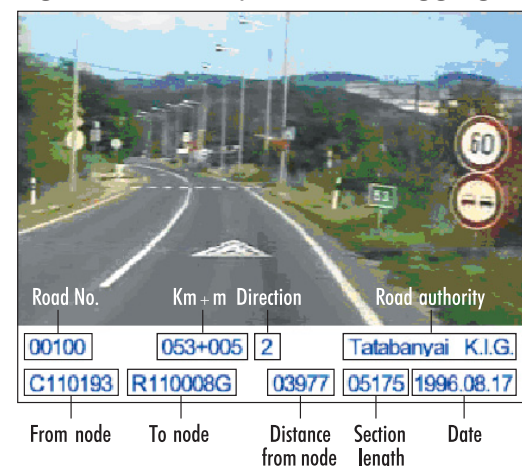 60
53
Road No. Km+m Direction Road authority
00100 053+005 2 Tatabanyai K.I.G.
C110193 R110008G 03977 05175 1996.08.17
From node To node Distance from node Section length Date